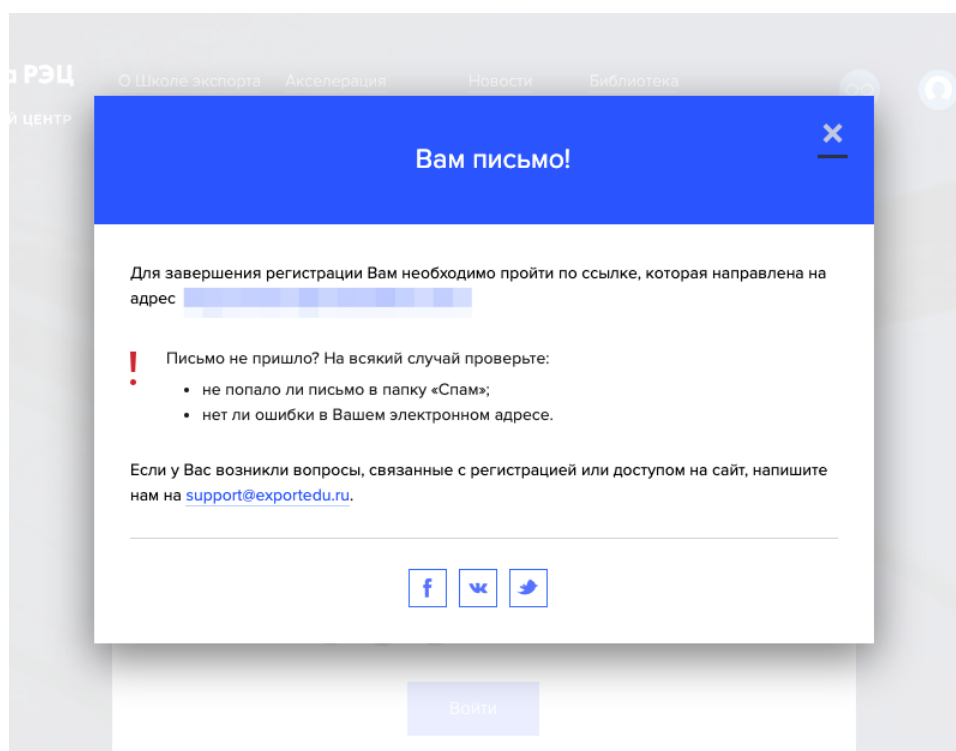 а РЭЦ
О Школе экспорта Акселерация Новости Библиотека
Й ЦЕНТР
×
Вам письмо!
Для завершения регистрации Вам необходимо пройти по ссылке, которая направлена на
адрес
! Письмо не пришло? На всякий случай проверьте:
• не попало ли письмо в папку «Спам»;
• нет ли ошибки в Вашем электронном адресе.
Если у Вас возникли вопросы, связанные с регистрацией или доступом на сайт, напишите
нам на support@exportedu.ru.
Войти